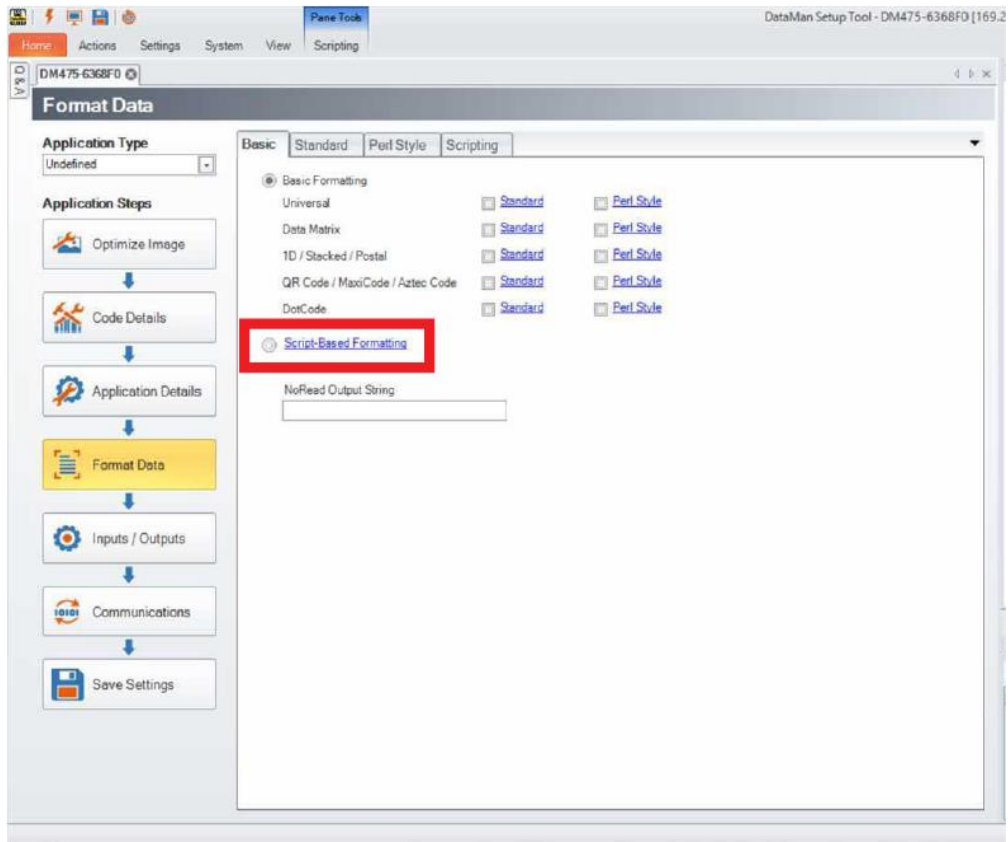 Pane Tools
DataMan Setup Tool - DM475-6368F0 [169.2
Home Actions Settings System View Scripting
Q & A
DM475-6368F0
Format Data
Application Type
Undefined
Application Steps
Optimize Image
Code Details
Application Details
Format Data
Inputs / Outputs
10101
Communications
Save Settings
Basic Standard Perl Style Scripting
Basic Formatting
Universal Standard Perl Style
Data Matrix Standard Perl Style
1D / Stacked / Postal Standard Perl Style
QR Code / MaxiCode / Aztec Code Standard Perl Style
DotCode Standard Perl Style
Script-Based Formatting
NoRead Output String